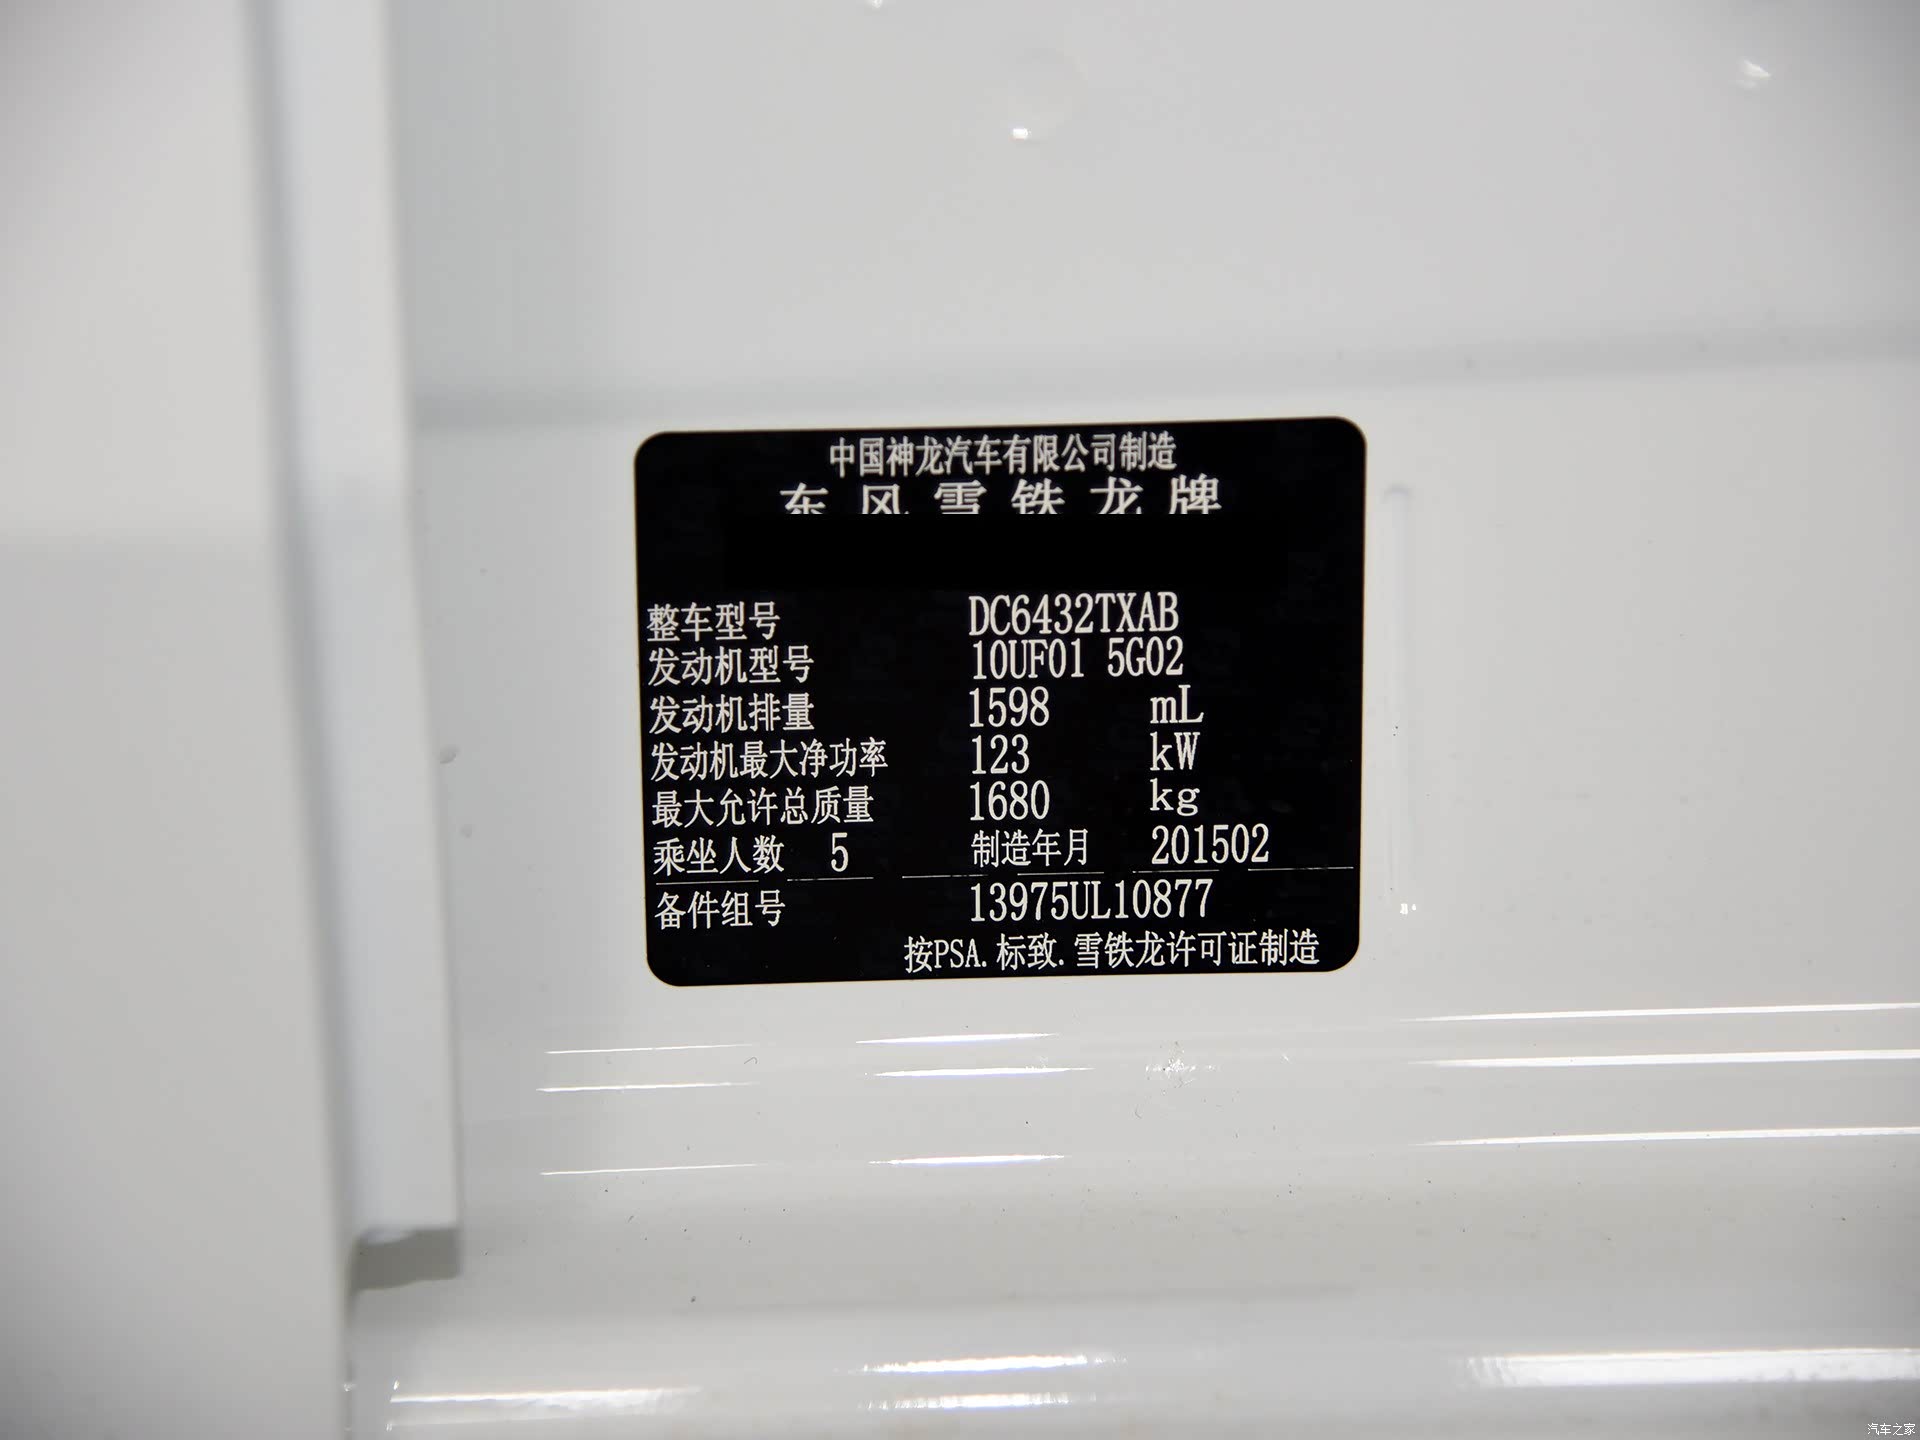 中国神龙汽车有限公司制造
东风雪铁龙牌
整车型号 DC6432TXAB
发动机型号 10UF01 5G02
发动机排量 1598 mL
发动机最大净功率 123 kW
最大允许总质量 1680 kg
乘坐人数 5 制造年月 201502
备件组号 13975UL10877
按PSA.标致.雪铁龙许可证制造
汽车之家